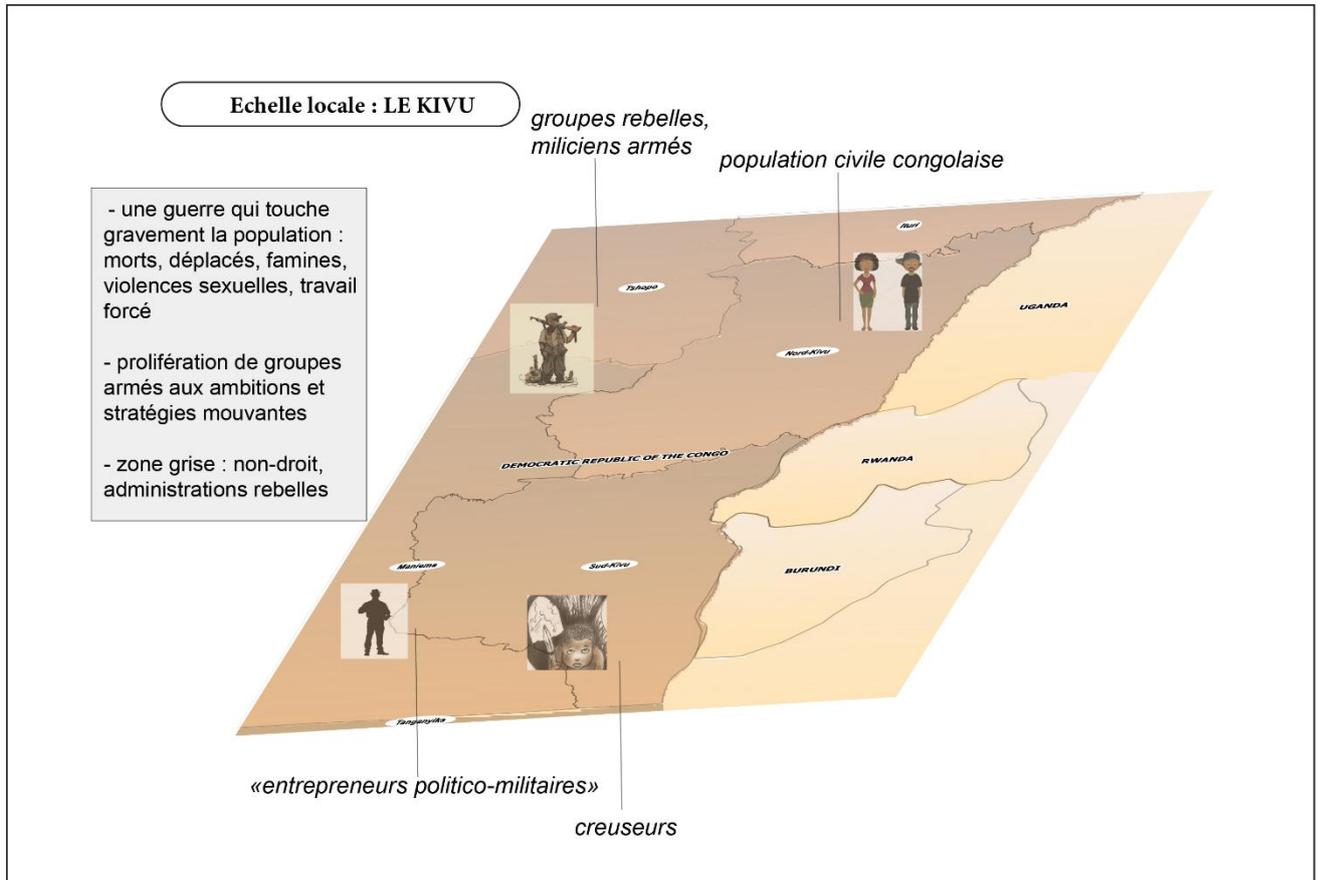 Echelle locale : LE KIVU
groupes rebelles,
miliciens armés
population civile congolaise
- une guerre qui touche
gravement la population :
morts, déplacés, famines,
violences sexuelles, travail
forcé
- prolifération de groupes
armés aux ambitions et
stratégies mouvantes
- zone grise : non-droit,
administrations rebelles
Ituri
Tshopo
UGANDA
Nord-Kivu
DEMOCRATIC REPUBLIC OF THE CONGO
RWANDA
Maniema
Sud-Kivu
BURUNDI
Tanganyika
«entrepreneurs politico-militaires»
creuseurs